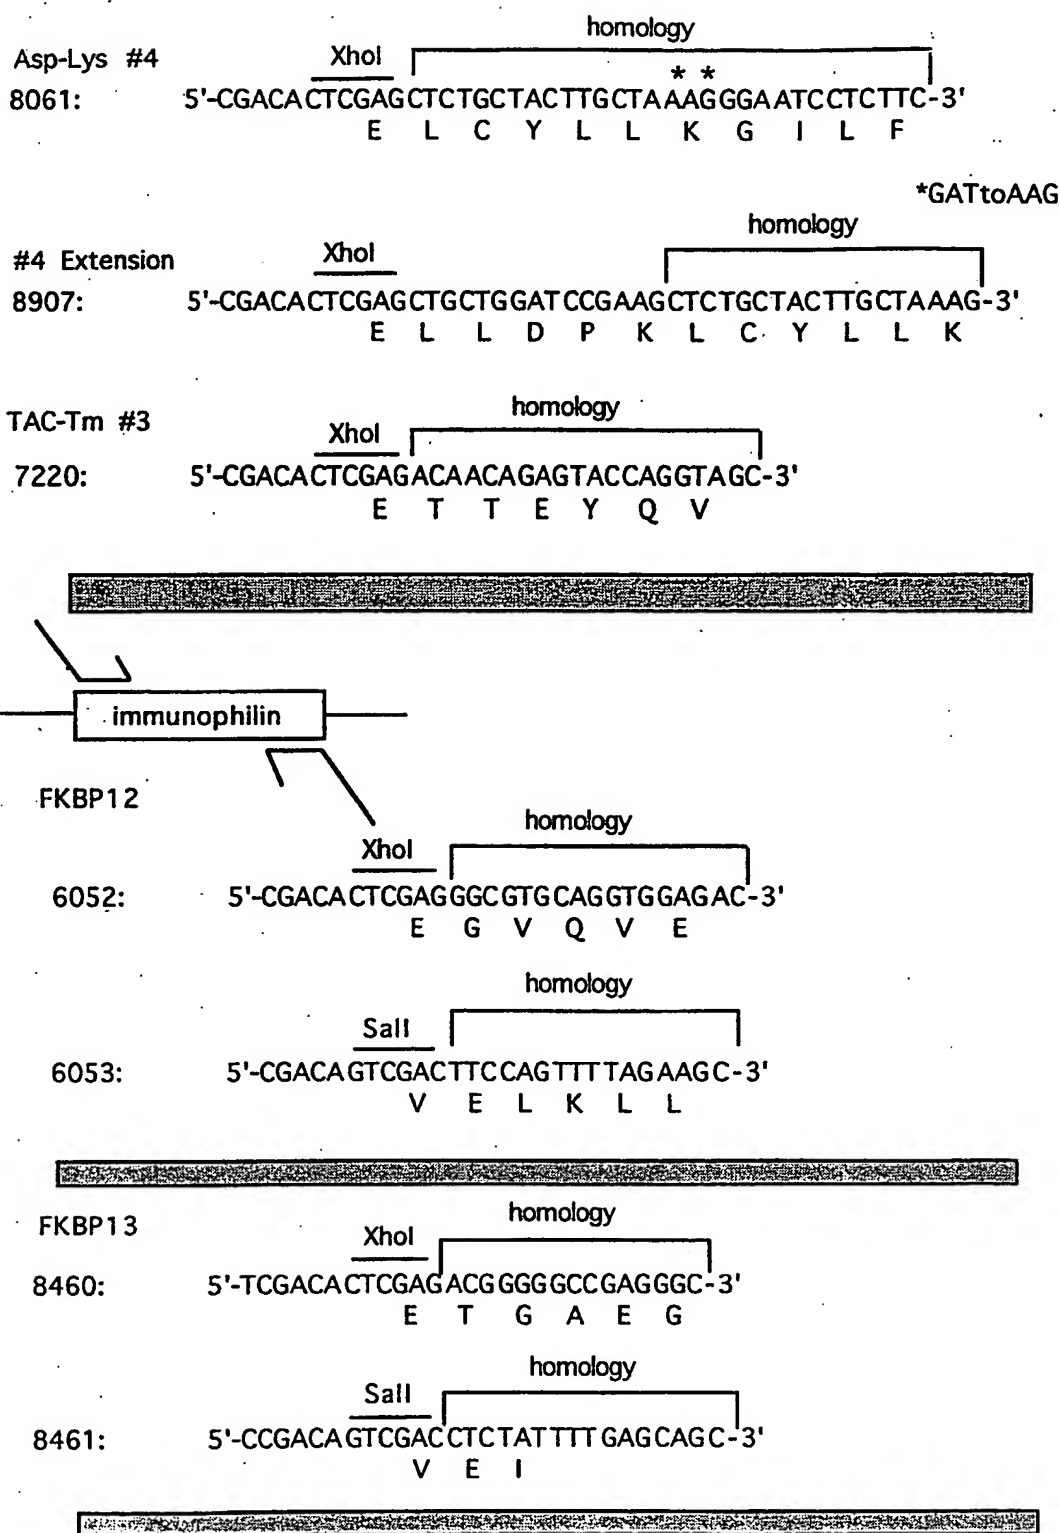 homology
Asp-Lys #4 XhoI
* *
8061: 5'-CGACACTCGAGCTCTGCTACTTGCTAAAGGGAATCCTCTTC-3'
E L C Y L L K G I L F
*GATtoAAG
homology
#4 Extension XhoI
8907: 5'-CGACACTCGAGCTGCTGGATCCGAAGCTCTGCTACTTGCTAAAG-3'
E L L D P K L C Y L L K
homology
TAC-Tm #3 XhoI
7220: 5'-CGACACTCGAGACAACAGAGTACCAGGTAGC-3'
E T T E Y Q V
immunophilin
FKBP12
homology
XhoI
6052: 5'-CGACACTCGAGGGCGTGCAGGTGGAGAC-3'
E G V Q V E
homology
SalI
6053: 5'-CGACAGTCGACTTCCAGTTTTAGAAGC-3'
V E L K L L
homology
FKBP13
XhoI
8460: 5'-TCGACACTCGAGACGGGGGCCGAGGGC-3'
E T G A E G
homology
SalI
8461: 5'-CCGACAGTCGACCTCTATTTTGAGCAGC-3'
V E I